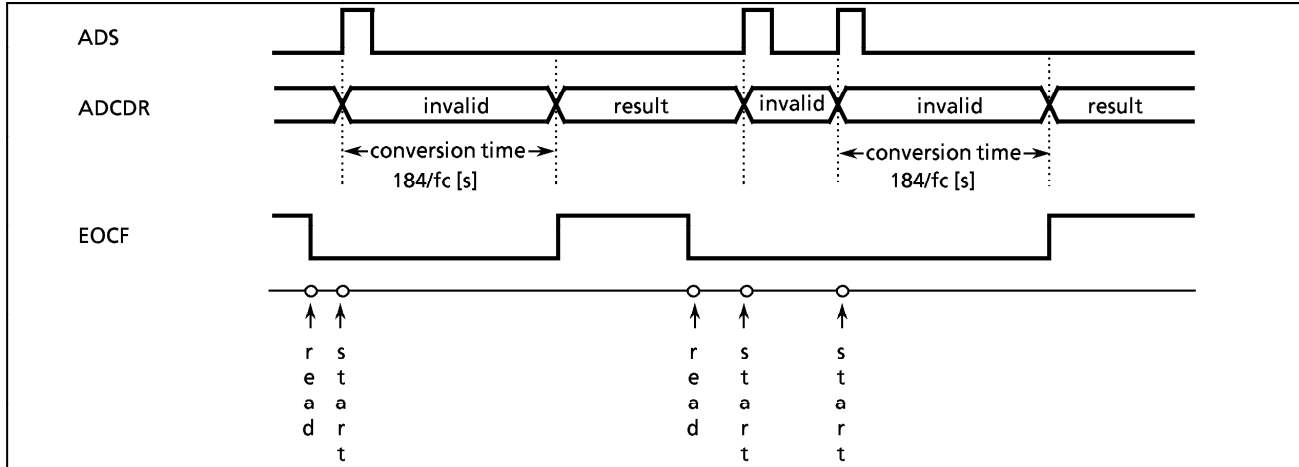 ADS
ADCDR
invalid
result
invalid
invalid
result
conversion time
184/fc [s]
conversion time
184/fc [s]
EOCF
read
start
read
start
start